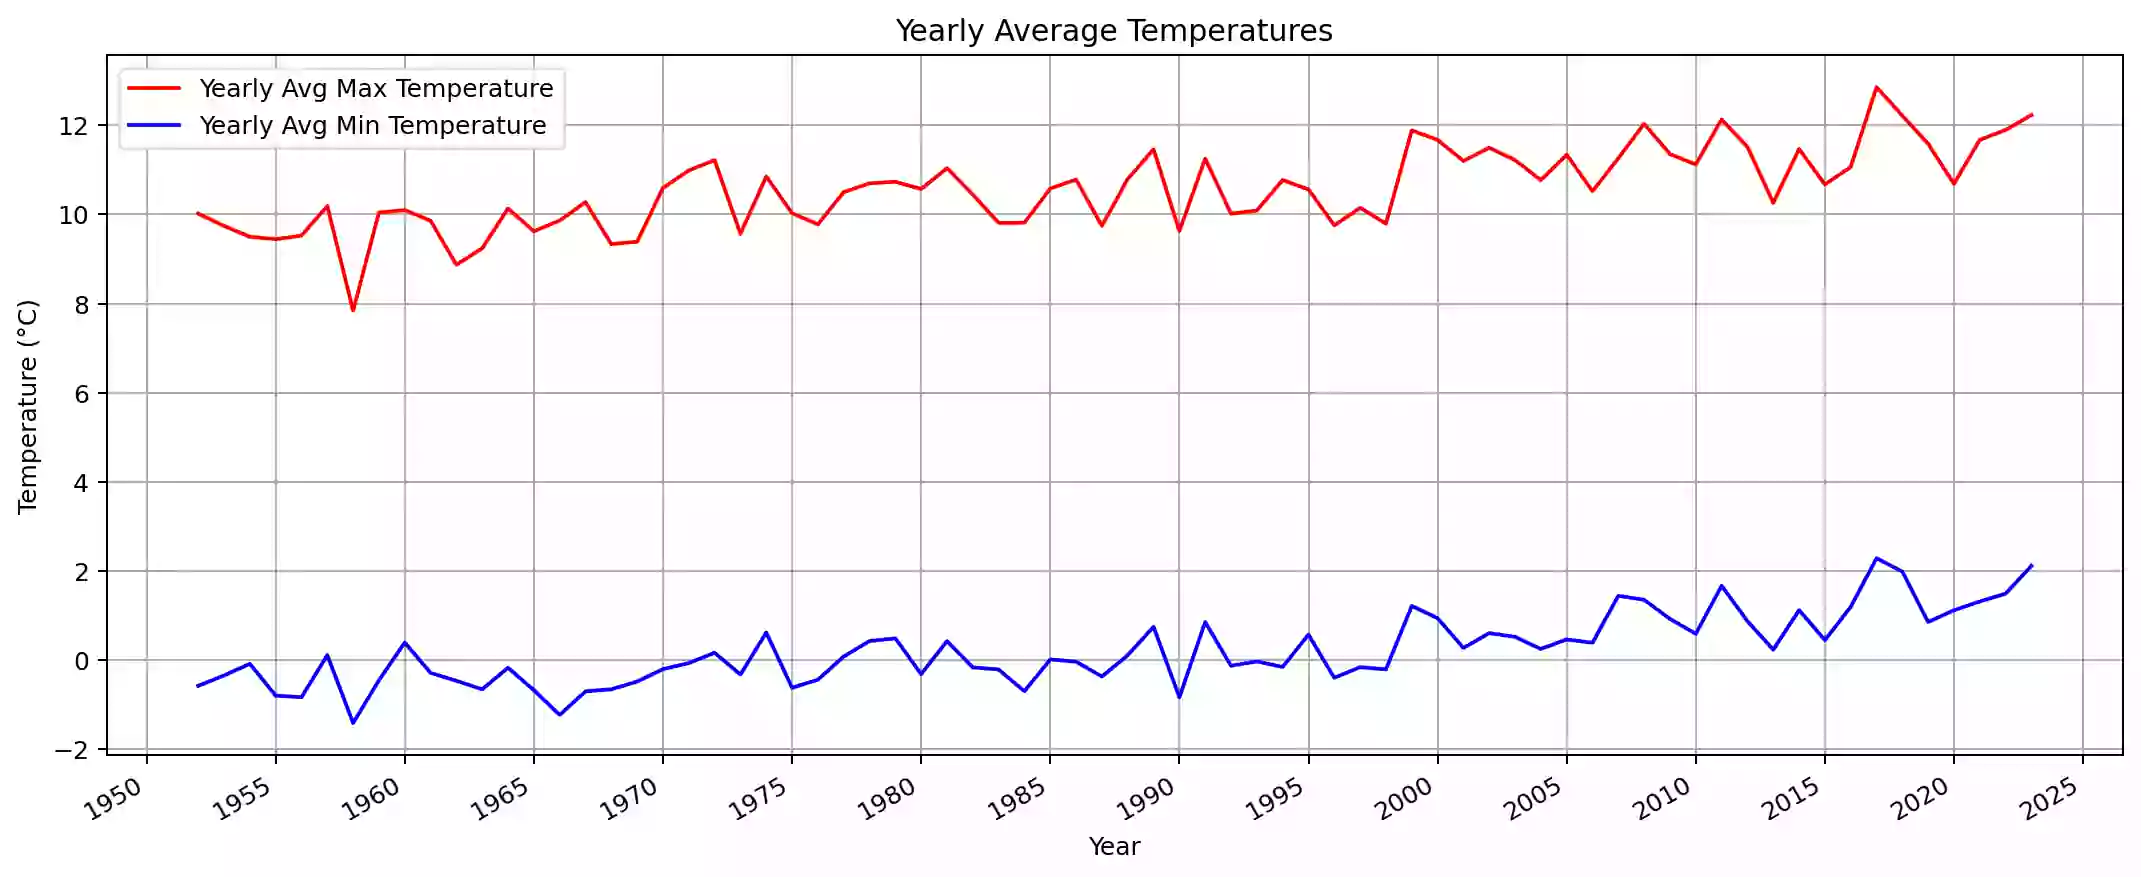 Yearly Average Temperatures
Yearly Avg Max Temperature
Yearly Avg Min Temperature
Temperature (°C)
12
10
8
6
4
2
0
−2
1950 1955 1960 1965 1970 1975 1980 1985 1990 1995 2000 2005 2010 2015 2020 2025
Year